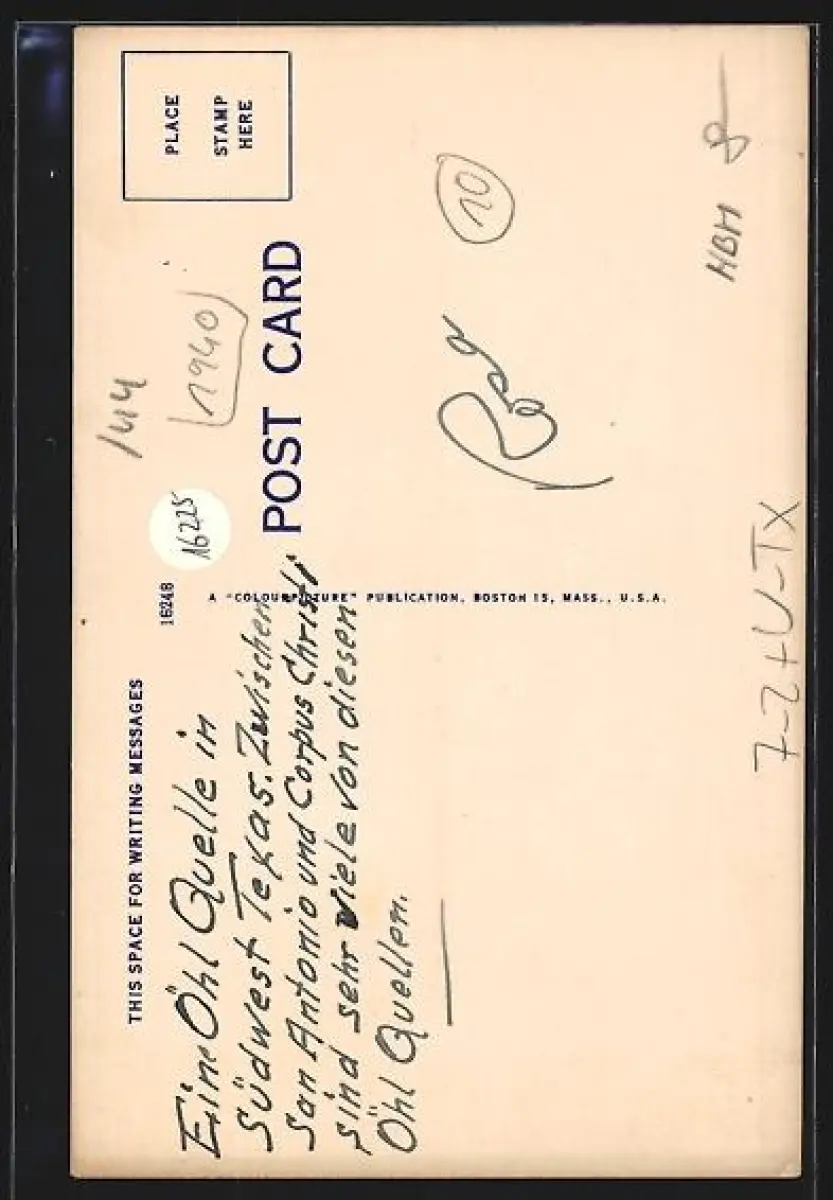 THIS SPACE FOR WRITING MESSAGES
Eine Öhl Quelle in
Südwest Texas. Zwischen
San Antonio und Corpus Christi
sind sehr viele von diesen
Öhl Quellen.
16248
16225
A "COLOURPICTURE" PUBLICATION, BOSTON 15, MASS., U.S.A.
144
1940
POST CARD
PLACE
STAMP
HERE
10
7-2+U-TX
HBH 8